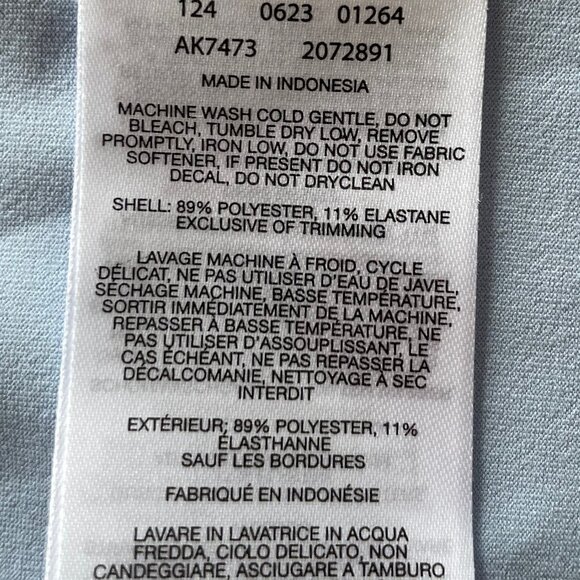 124 0623 01264
AK7473 2072891
MADE IN INDONESIA
MACHINE WASH COLD GENTLE, DO NOT
BLEACH, TUMBLE DRY LOW, REMOVE
PROMPTLY, IRON LOW, DO NOT USE FABRIC
SOFTENER, IF PRESENT DO NOT IRON
DECAL, DO NOT DRYCLEAN
SHELL: 89% POLYESTER, 11% ELASTANE
EXCLUSIVE OF TRIMMING
LAVAGE MACHINE À FROID, CYCLE
DÉLICAT, NE PAS UTILISER D'EAU DE JAVEL,
SÉCHAGE MACHINE, BASSE TEMPÉRATURE,
SORTIR IMMÉDIATEMENT DE LA MACHINE,
REPASSER À BASSE TEMPÉRATURE, NE
PAS UTILISER D'ASSOUPLISSANT, LE
CAS ÉCHÉANT, NE PAS REPASSER LA
DÉCALCOMANIE, NETTOYAGE À SEC
INTERDIT
EXTÉRIEUR; 89% POLYESTER, 11%
ÉLASTHANNE
SAUF LES BORDURES
FABRIQUÉ EN INDONÉSIE
LAVARE IN LAVATRICE IN ACQUA
FREDDA, CIOLO DELICATO, NON
CANDEGGIARE, ASCIUGARE A TAMBURO